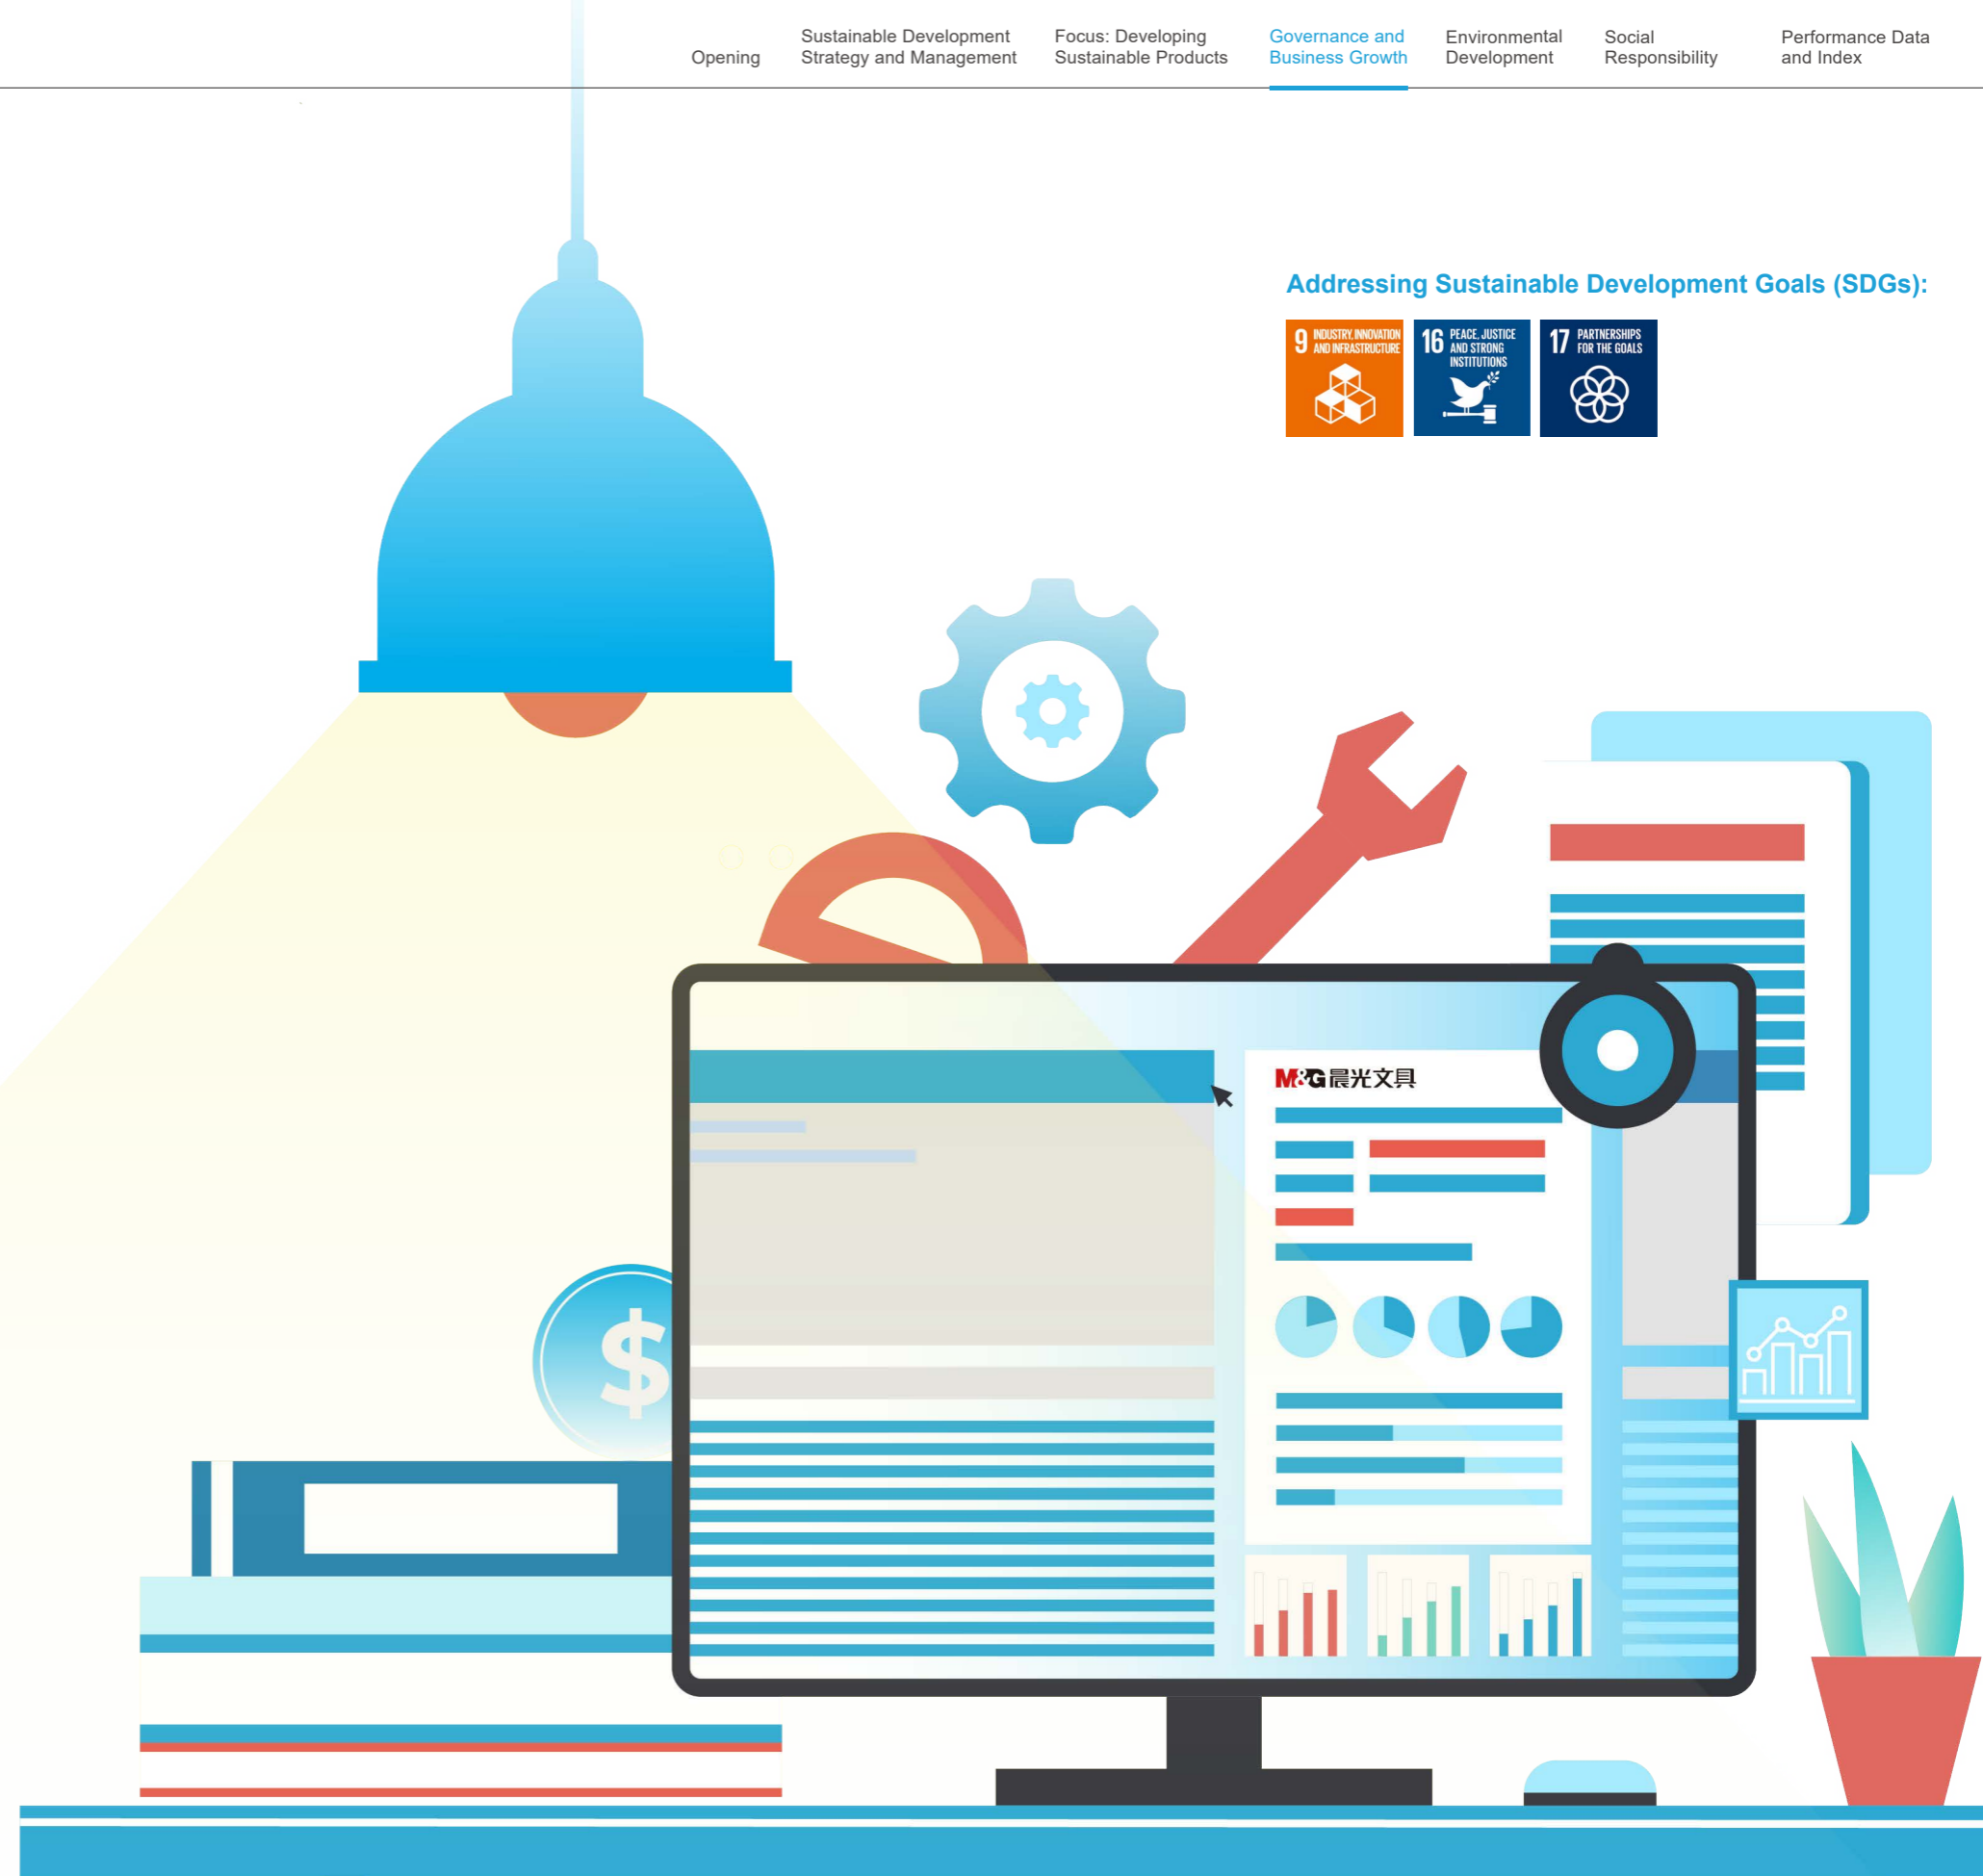 Opening
Sustainable Development
Strategy and Management
Focus: Developing
Sustainable Products
Governance and
Business Growth
Environmental
Development
Social
Responsibility
Performance Data
and Index
Addressing Sustainable Development Goals (SDGs):
9 INDUSTRY, INNOVATION
AND INFRASTRUCTURE
16 PEACE, JUSTICE
AND STRONG
INSTITUTIONS
17 PARTNERSHIPS
FOR THE GOALS
M&G晨光文具
$